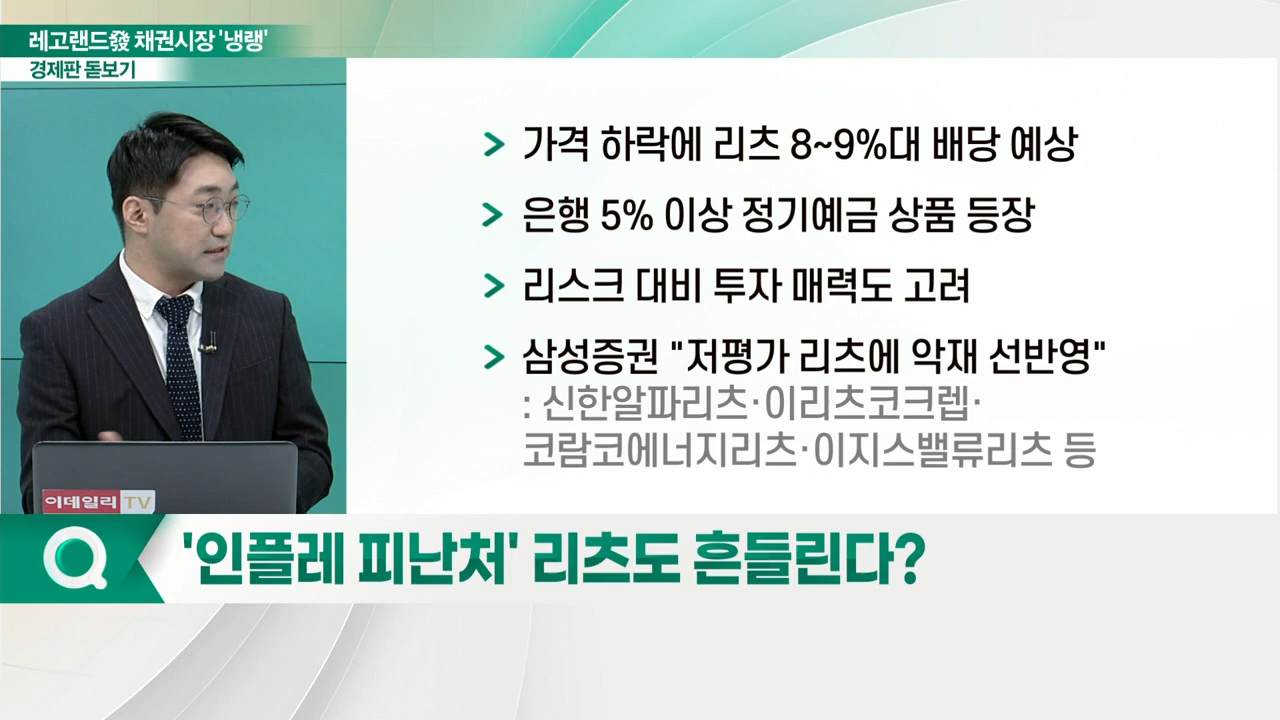 레고랜드發 채권시장 '냉랭'
경제판 돋보기
> 가격 하락에 리츠 8~9%대 배당 예상
> 은행 5% 이상 정기예금 상품 등장
> 리스크 대비 투자 매력도 고려
> 삼성증권 "저평가 리츠에 악재 선반영"
: 신한알파리츠·이리츠코크렙·
코람코에너지리츠·이지스밸류리츠 등
이데일리TV
Q '인플레 피난처' 리츠도 흔들린다?